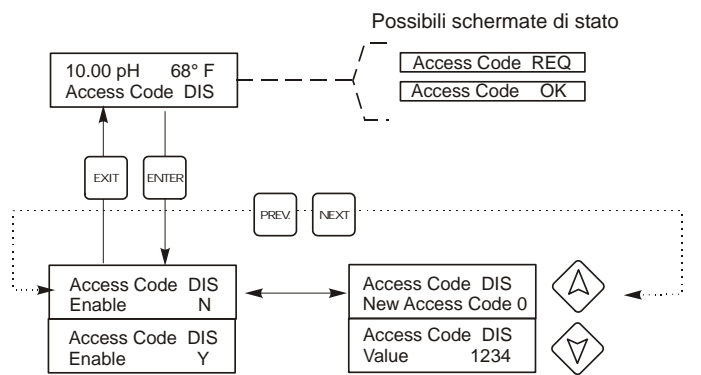 Possibili schermate di stato
10.00 pH 68° F
Access Code DIS
Access Code REQ
Access Code OK
EXIT
ENTER
PREV.
NEXT
Access Code DIS
Enable N
Access Code DIS
Enable Y
Access Code DIS
New Access Code 0
Access Code DIS
Value 1234